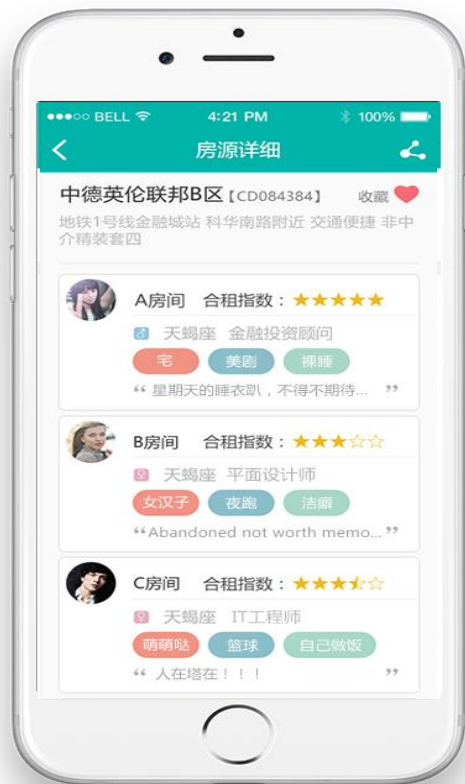 BELL 4:21 PM 100%
房源详细
中德英伦联邦B区【CD084384】 收藏
地铁1号线金融城站 科华南路附近 交通便捷 非中
介精装套四
A房间 合租指数：
天蝎座 金融投资顾问
宅 美剧 裸睡
“ 星期天的睡衣趴，不得不期待... ”
B房间 合租指数：
天蝎座 平面设计师
女汉子 夜跑 洁癖
“Abandoned not worth memo...”
C房间 合租指数：
天蝎座 IT工程师
萌萌哒 篮球 自己做饭
“ 人在塔在！！！ ”